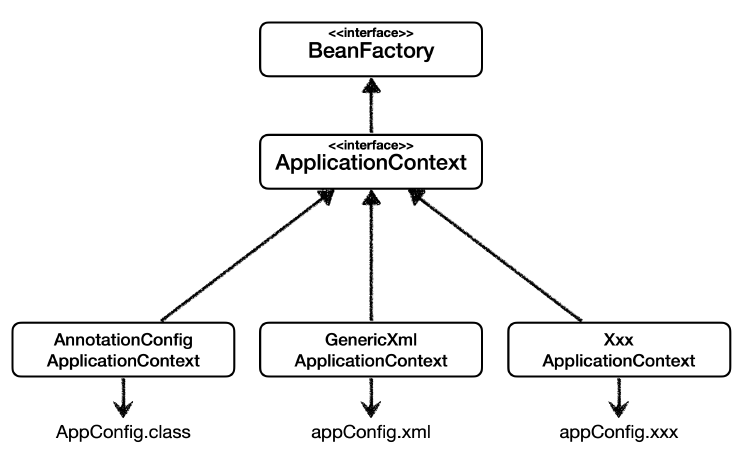 <<interface>>
BeanFactory
<<interface>>
ApplicationContext
AnnotationConfig
ApplicationContext
GenericXml
ApplicationContext
Xxx
ApplicationContext
AppConfig.class
appConfig.xml
appConfig.xxx